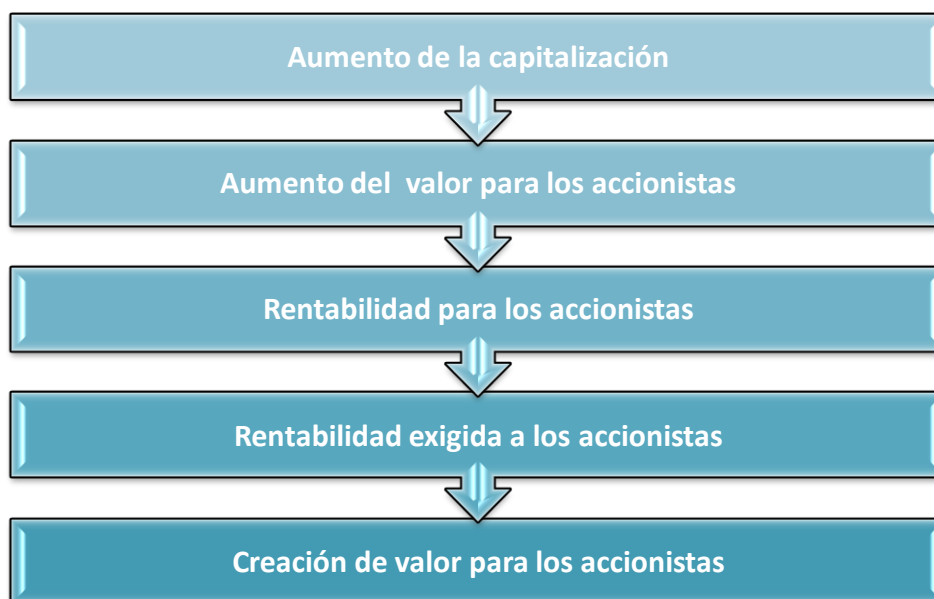 Aumento de la capitalización
Aumento del  valor para los accionistas
Rentabilidad para los accionistas
Rentabilidad exigida a los accionistas
Creación de valor para los accionistas